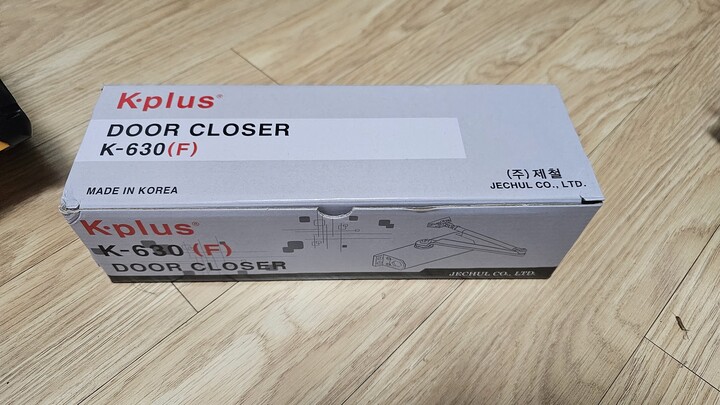 K·plus®
DOOR CLOSER
K-630(F)
(주)제철
MADE IN KOREA
JECHUL CO., LTD.
K·plus®
K-630 (F)
DOOR CLOSER
JECHUL CO., LTD.